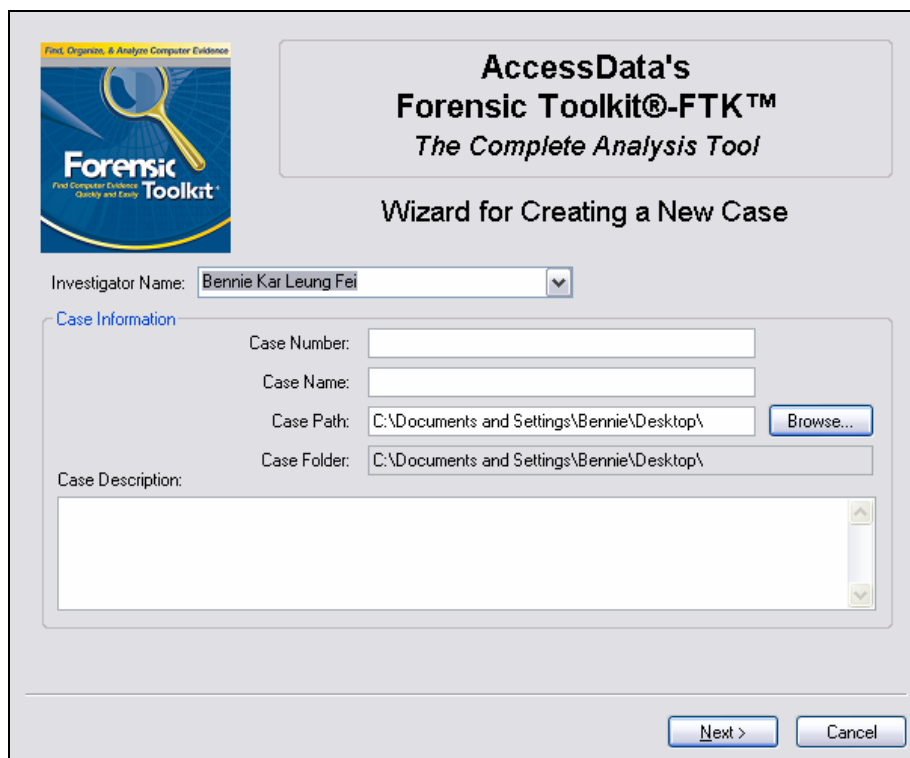 Find, Organize, & Analyze Computer Evidence
Forensic
Find Computer Evidence
Quickly and Easily
Toolkit
AccessData's
Forensic Toolkit®-FTK™
The Complete Analysis Tool
Wizard for Creating a New Case
Investigator Name: Bennie Kar Leung Fei
Case Information
Case Number:
Case Name:
Case Path: C:\Documents and Settings\Bennie\Desktop\ Browse...
Case Folder: C:\Documents and Settings\Bennie\Desktop\
Case Description:
Next > Cancel